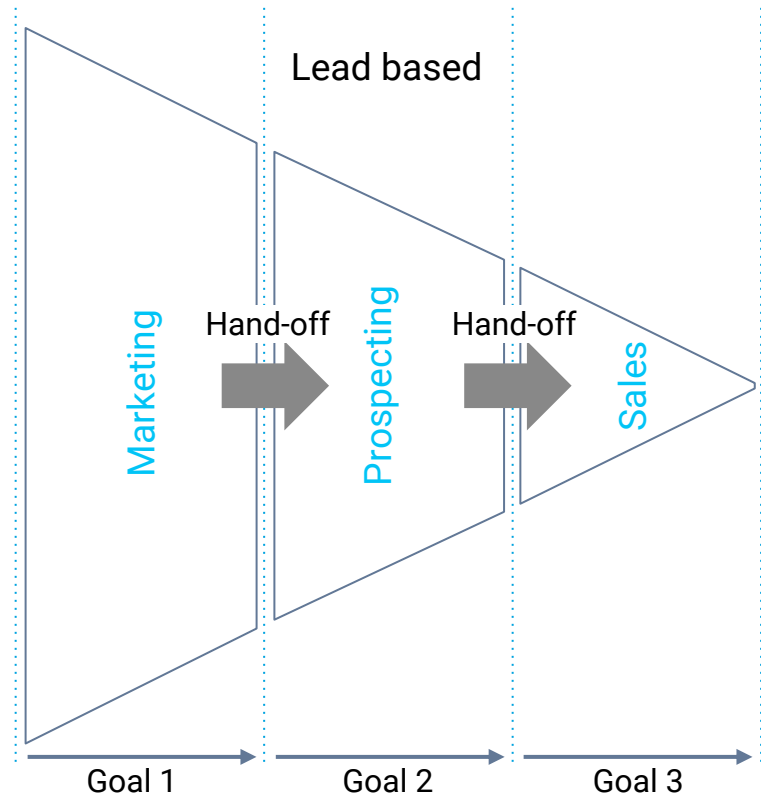 Lead based
Hand-off
Hand-off
Marketing
Prospecting
Sales
Goal 1
Goal 2
Goal 3